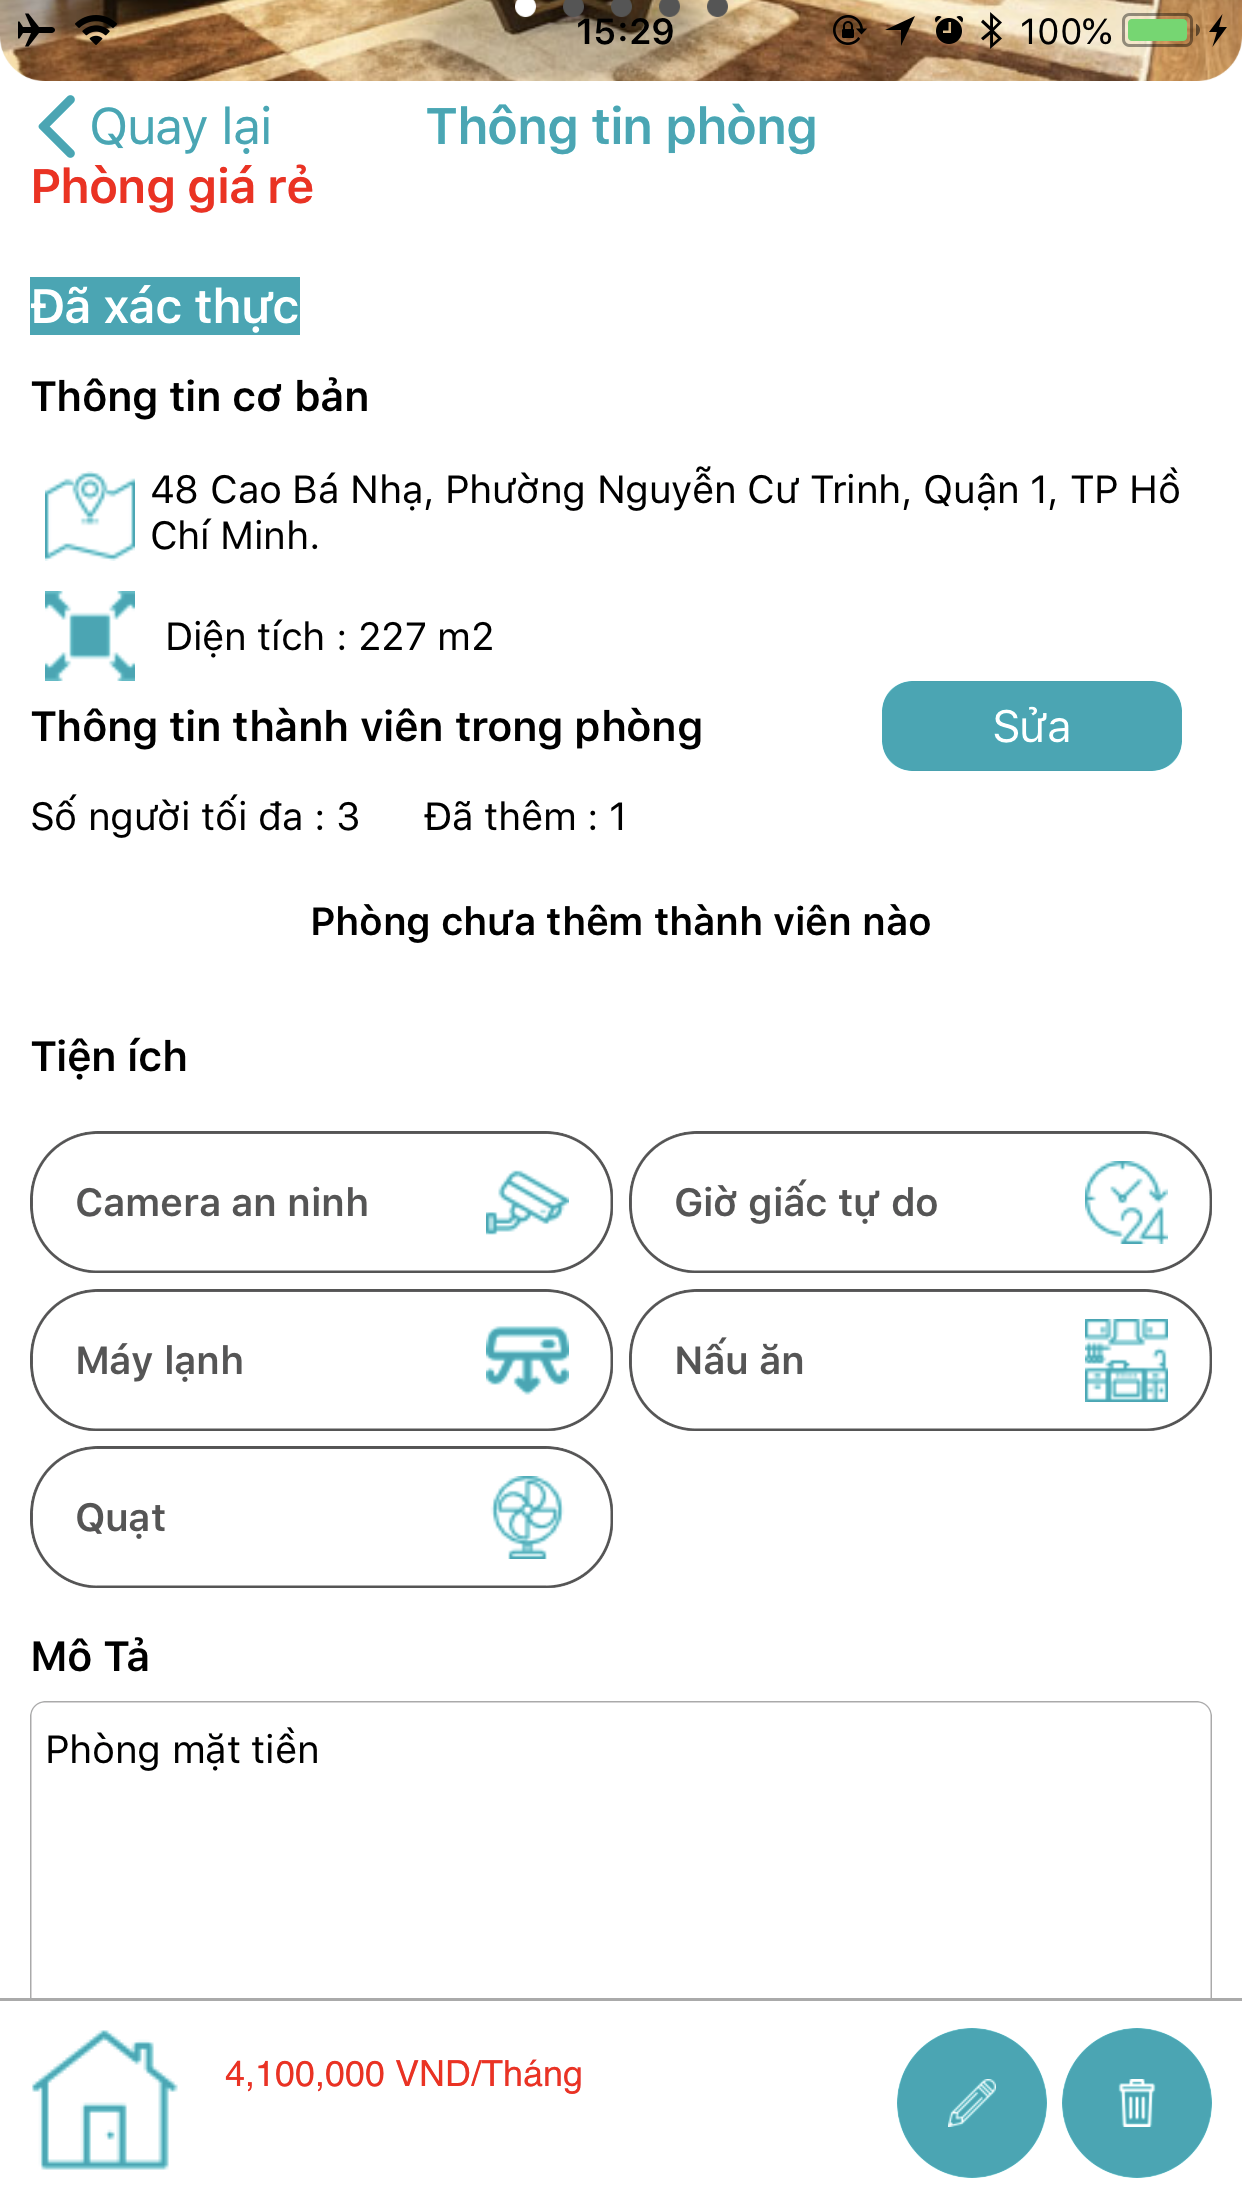 15:29
100%
Quay lại
Thông tin phòng
Phòng giá rẻ
Đã xác thực
Thông tin cơ bản
48 Cao Bá Nhạ, Phường Nguyễn Cư Trinh, Quận 1, TP Hồ
Chí Minh.
Diện tích : 227 m2
Thông tin thành viên trong phòng
Sửa
Số người tối đa : 3
Đã thêm : 1
Phòng chưa thêm thành viên nào
Tiện ích
Camera an ninh
Giờ giấc tự do
24
Máy lạnh
Nấu ăn
Quạt
Mô Tả
Phòng mặt tiền
4,100,000 VND/Tháng